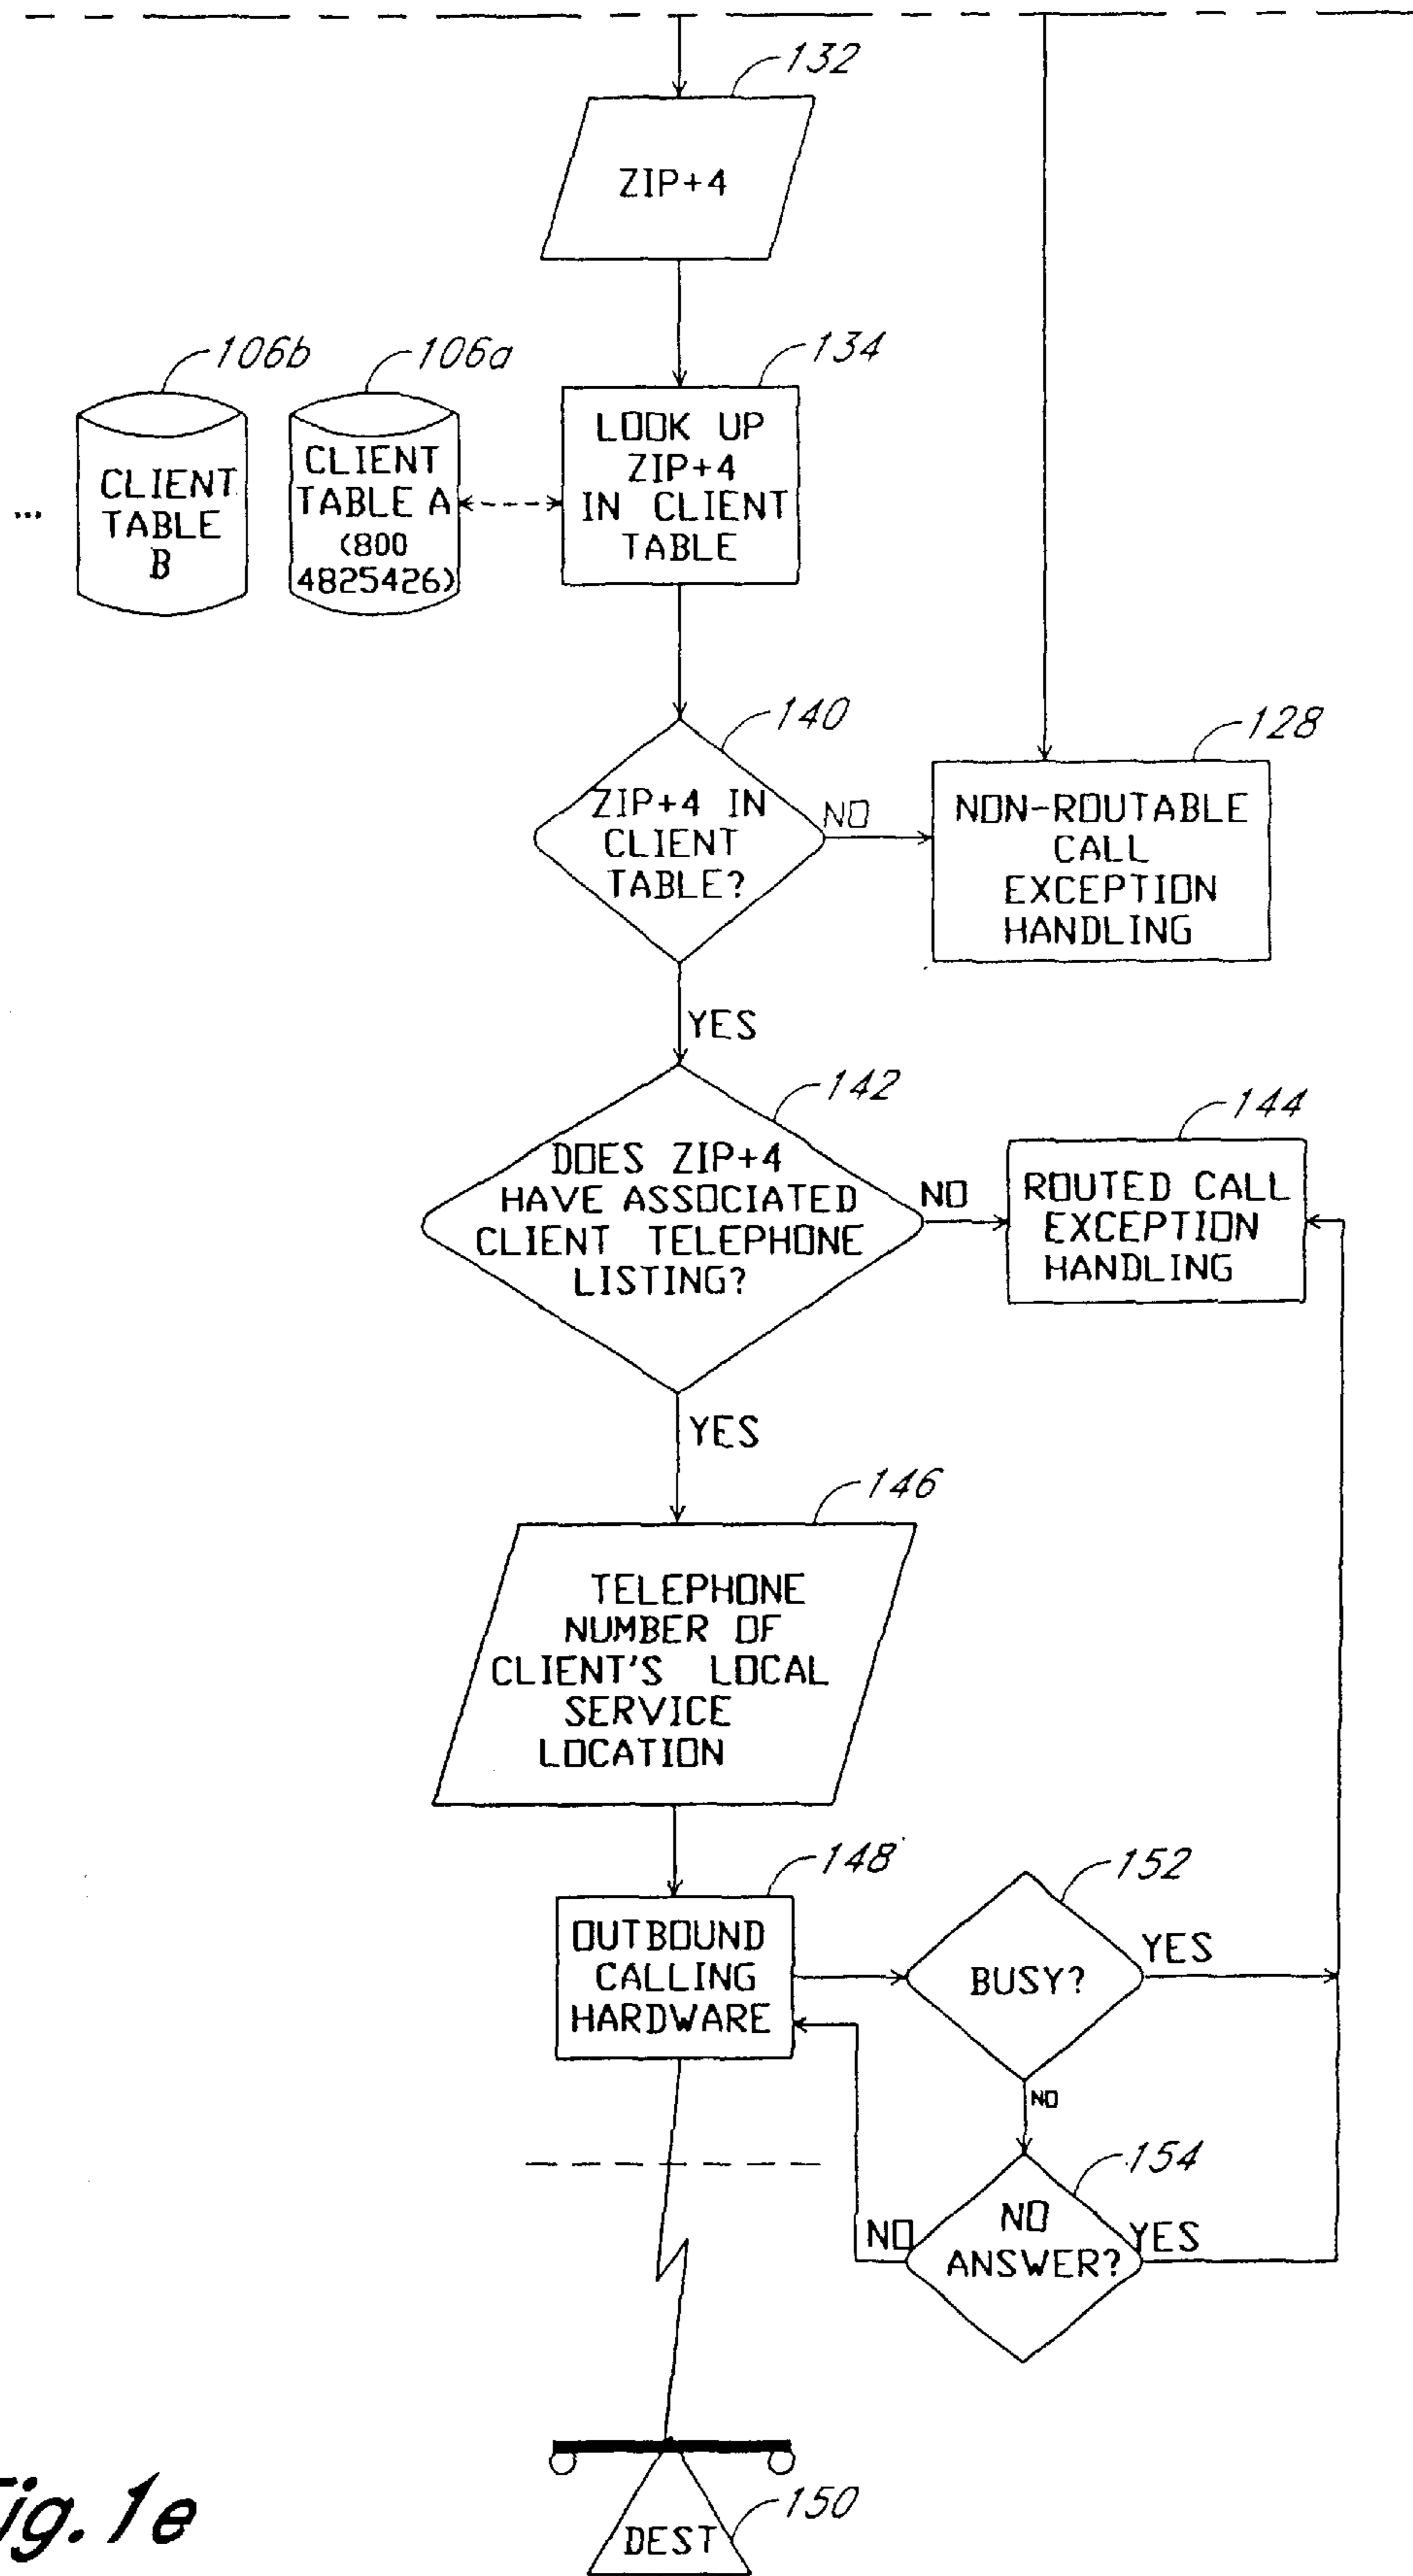 132
ZIP+4
106b
106a
134
LOOK UP
ZIP+4
IN CLIENT
TABLE
CLIENT
TABLE A
(800
4825426)
CLIENT
TABLE
B
...
140
128
ZIP+4 IN
CLIENT
TABLE?
NO
NON-ROUTABLE
CALL
EXCEPTION
HANDLING
YES
142
144
DOES ZIP+4
HAVE ASSOCIATED
CLIENT TELEPHONE
LISTING?
NO
ROUTED CALL
EXCEPTION
HANDLING
YES
146
TELEPHONE
NUMBER OF
CLIENT'S LOCAL
SERVICE
LOCATION
148
152
OUTBOUND
CALLING
HARDWARE
BUSY?
YES
NO
154
NO
ANSWER?
NO
YES
150
DEST
ig. 1e